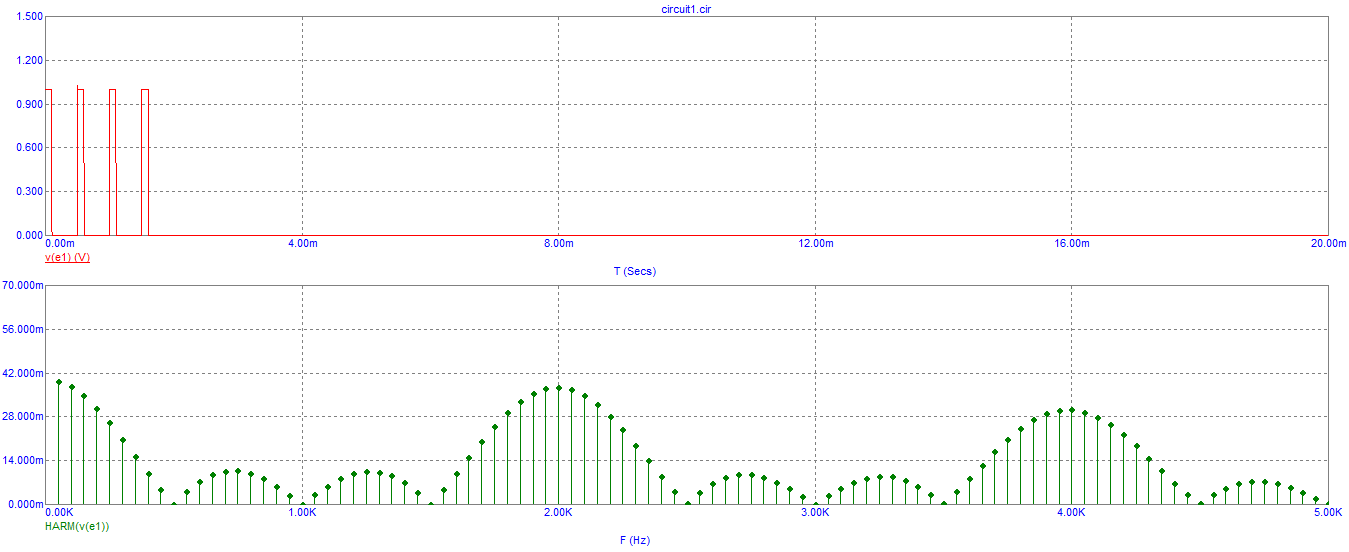 circuit1.cir
1.500
1.200
0.900
0.600
0.300
0.000
0.00m 4.00m 8.00m 12.00m 16.00m 20.00m
v(e1) (V)
T (Secs)
70.000m
56.000m
42.000m
28.000m
14.000m
0.000m
0.00K 1.00K 2.00K 3.00K 4.00K 5.00K
HARM(v(e1))
F (Hz)